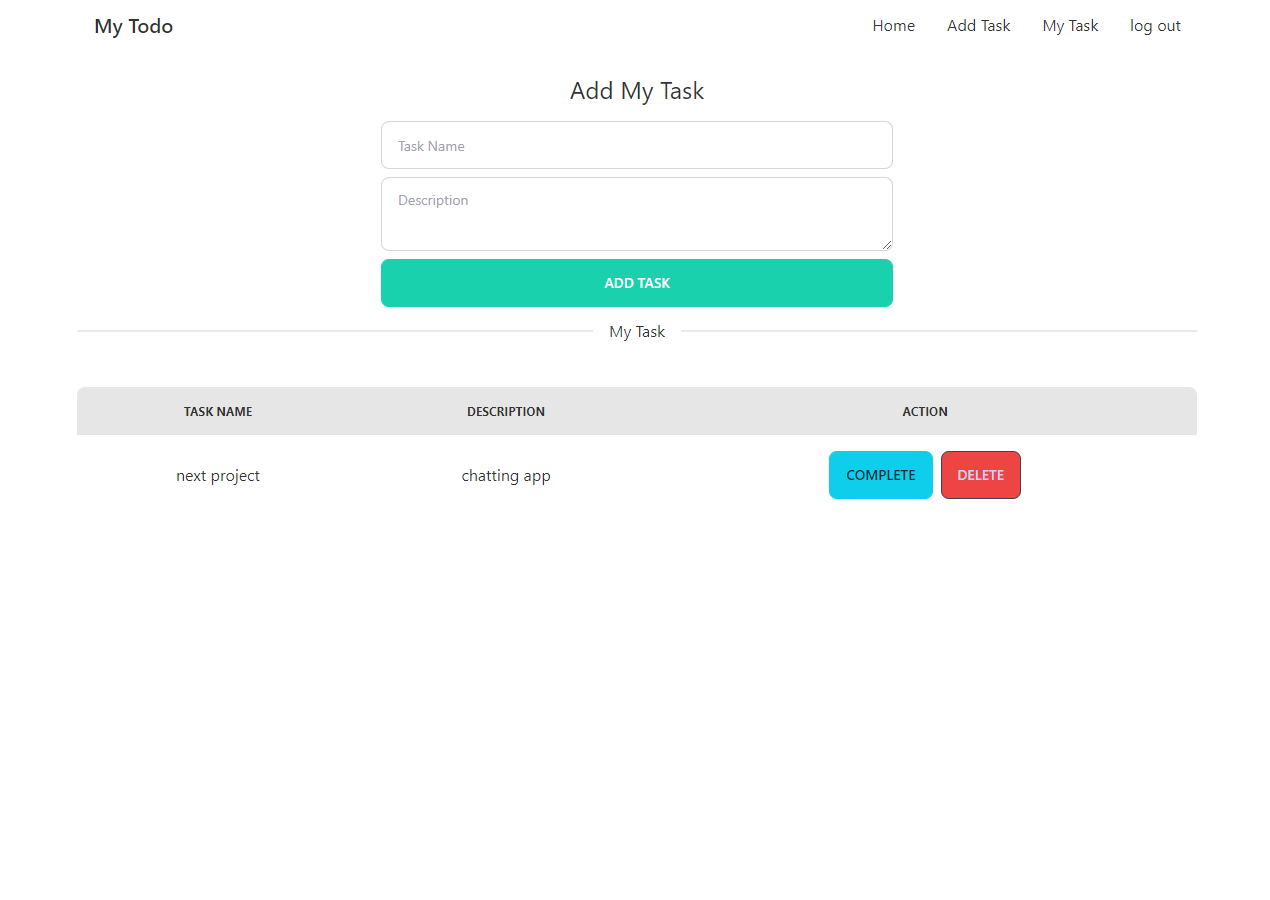 My Todo Home Add Task My Task log out
Add My Task
Task Name
Description
ADD TASK
My Task
TASK NAME DESCRIPTION ACTION
next project chatting app COMPLETE DELETE